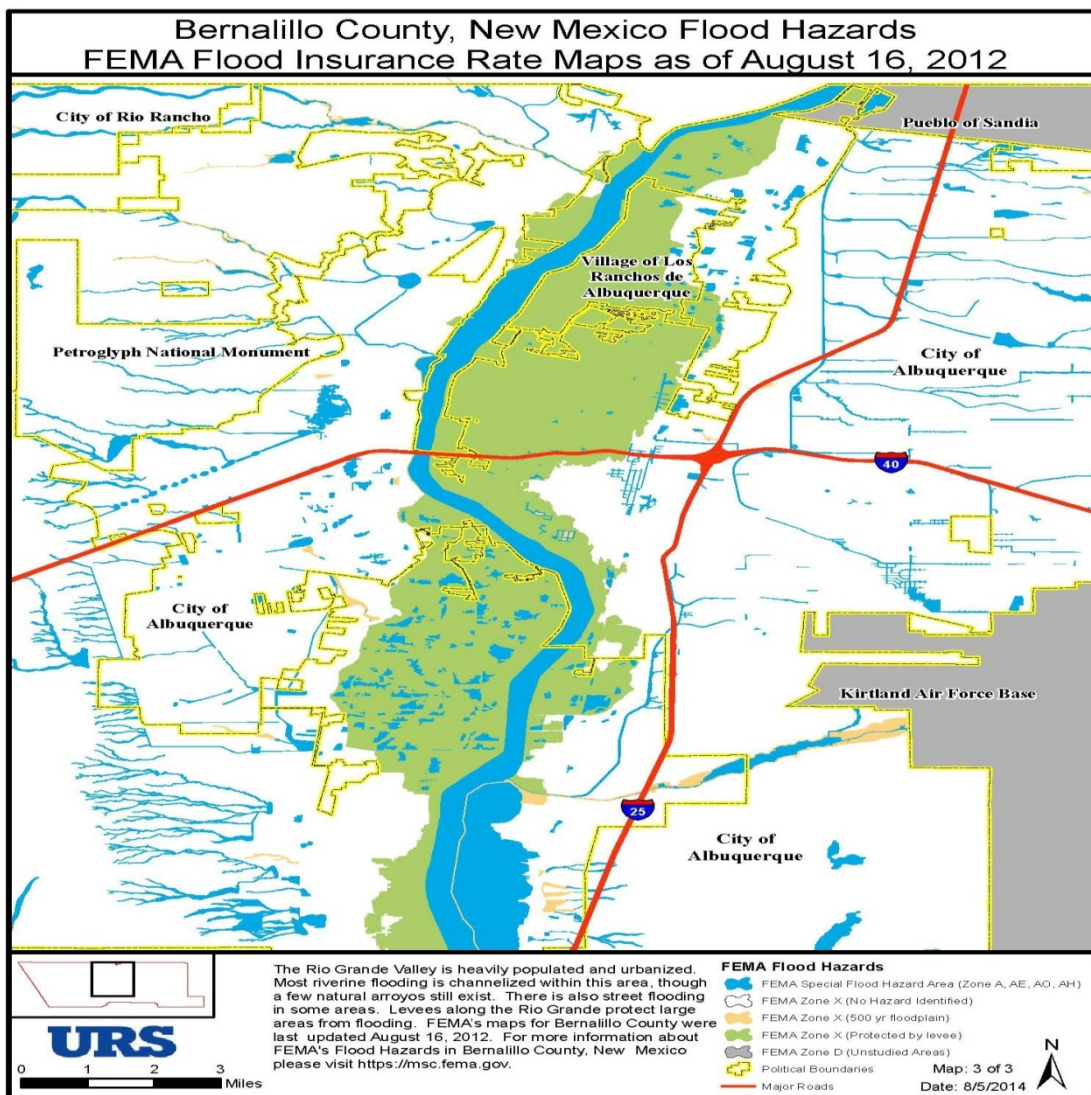 Bernalillo County, New Mexico Flood Hazards
FEMA Flood Insurance Rate Maps as of August 16, 2012
City of Rio Rancho
Pueblo of Sandia
Village of Los
Ranchos de
Albuquerque
Petroglyph National Monument
City of
Albuquerque
40
City of
Albuquerque
Kirtland Air Force Base
25
City of
Albuquerque
The Rio Grande Valley is heavily populated and urbanized.
Most riverine flooding is channelized within this area, though
a few natural arroyos still exist. There is also street flooding
in some areas. Levees along the Rio Grande protect large
areas from flooding. FEMA's maps for Bernalillo County were
last updated August 16, 2012. For more information about
FEMA's Flood Hazards in Bernalillo County, New Mexico
please visit https://msc.fema.gov.
URS
0 1 2 3
Miles
FEMA Flood Hazards
FEMA Special Flood Hazard Area (Zone A, AE, AO, AH)
FEMA Zone X (No Hazard Identified)
FEMA Zone X (500 yr floodplain)
FEMA Zone X (Protected by levee)
FEMA Zone D (Unstudied Areas)
Political Boundaries
Major Roads
N
Map: 3 of 3
Date: 8/5/2014